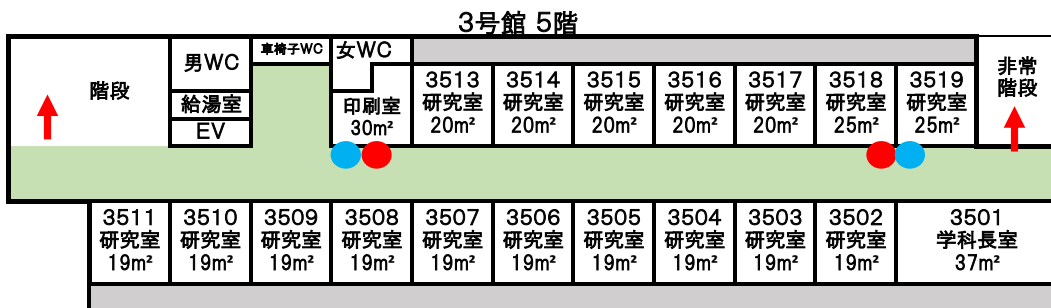 3号館 5階
階段
男WC
給湯室
EV
車椅子WC
女WC
印刷室
30m²
3513
研究室
20m²
3514
研究室
20m²
3515
研究室
20m²
3516
研究室
20m²
3517
研究室
20m²
3518
研究室
25m²
3519
研究室
25m²
非常
階段
3511
研究室
19m²
3510
研究室
19m²
3509
研究室
19m²
3508
研究室
19m²
3507
研究室
19m²
3506
研究室
19m²
3505
研究室
19m²
3504
研究室
19m²
3503
研究室
19m²
3502
研究室
19m²
3501
学科長室
37m²